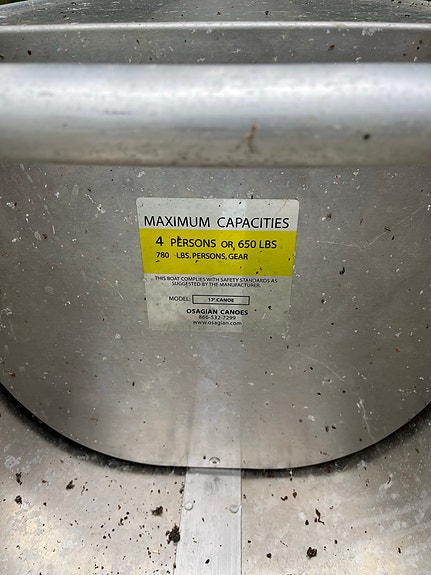 MAXIMUM CAPACITIES
4 PERSONS OR 650 LBS
780 LBS. PERSONS, GEAR
THIS BOAT COMPLIES WITH SAFETY STANDARDS AS
SUGGESTED BY THE MANUFACTURER.
MODEL: 17' CANOE
OSAGIAN CANOES
866-532-7299
www.osagian.com